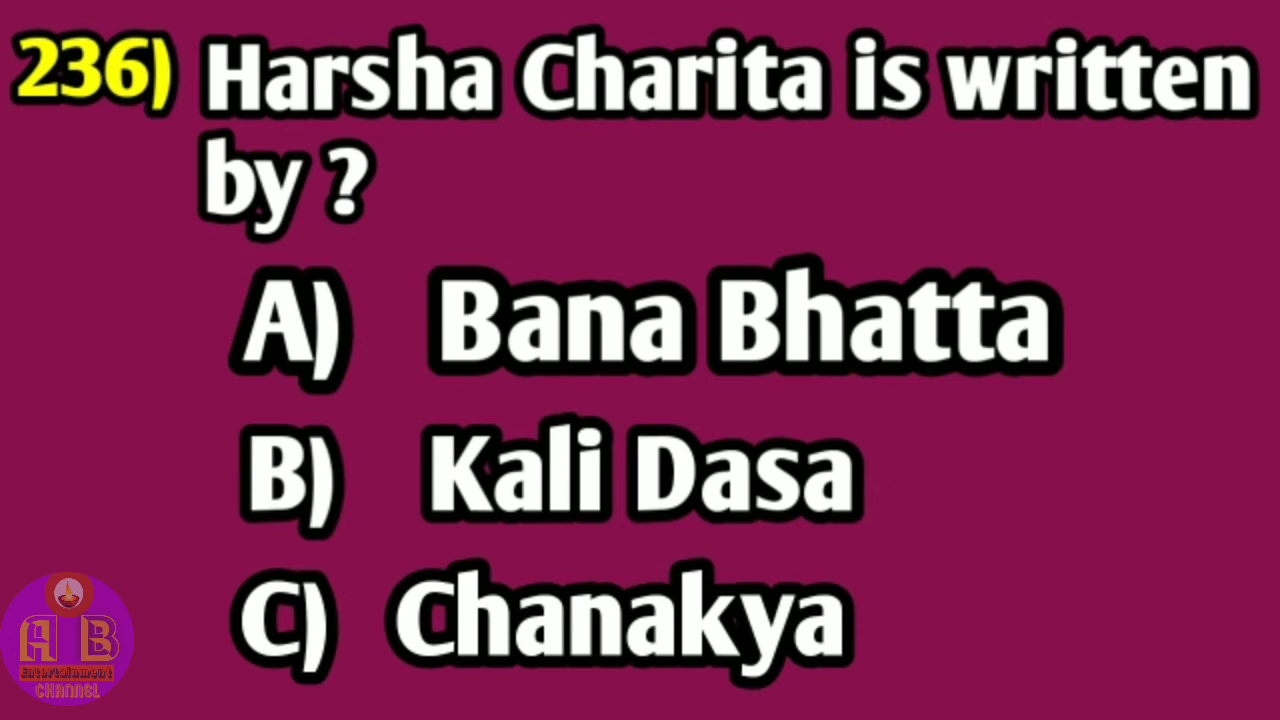 236) Harsha Charita is written
by ?
A) Bana Bhatta
B) Kali Dasa
C) Chanakya
A B
Entertainment
CHANNEL